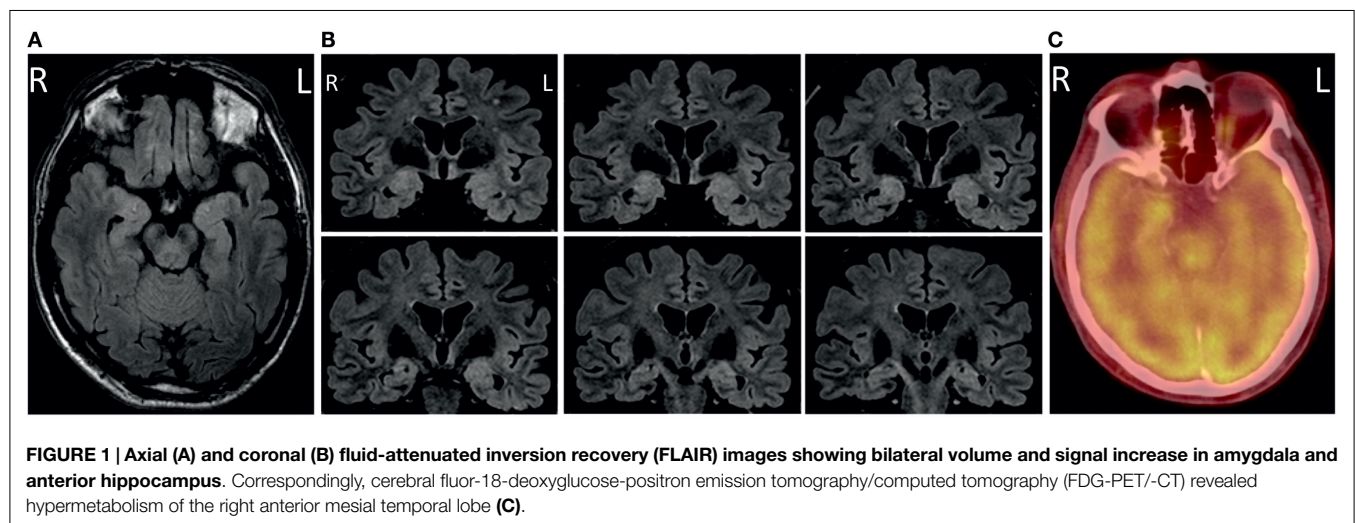 A
B
C
R
L
R
L
R
L
FIGURE 1 | Axial (A) and coronal (B) fluid-attenuated inversion recovery (FLAIR) images showing bilateral volume and signal increase in amygdala and
anterior hippocampus. Correspondingly, cerebral fluor-18-deoxyglucose-positron emission tomography/computed tomography (FDG-PET/-CT) revealed
hypermetabolism of the right anterior mesial temporal lobe (C).